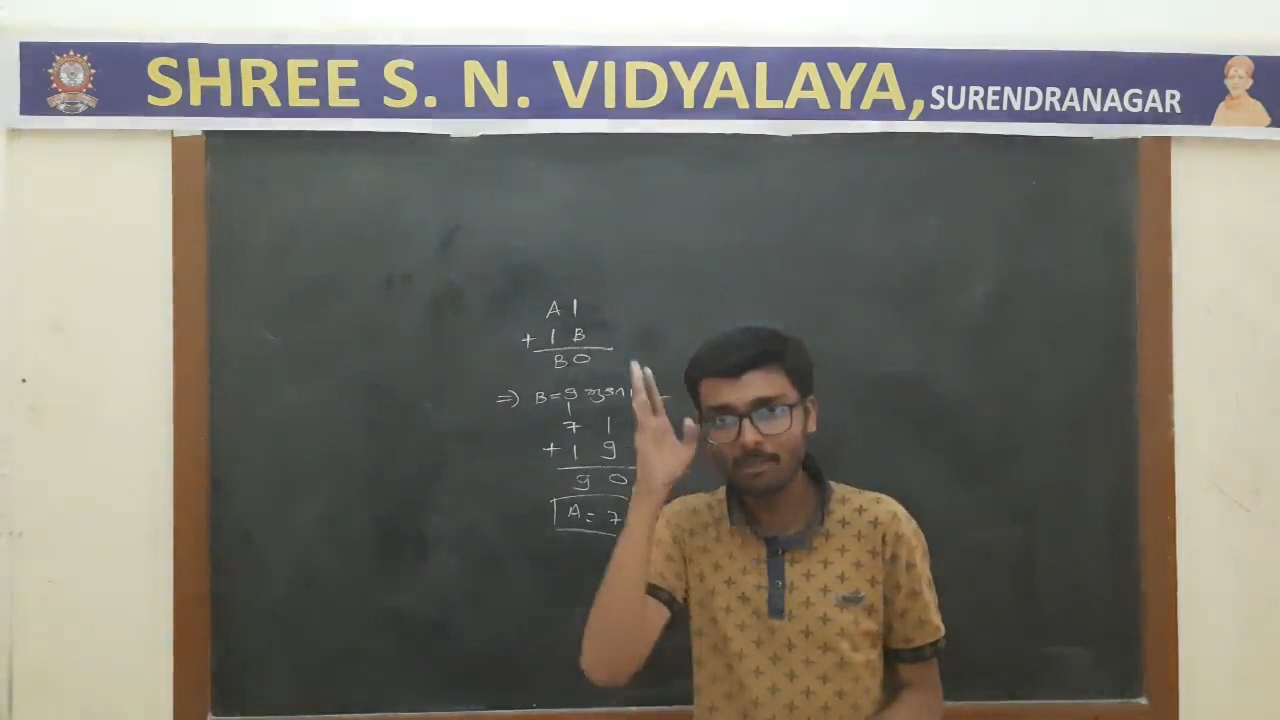 SHREE S. N. VIDYALAYA, SURENDRANAGAR
A 1
+ 1 B
B 0
=) B = 9
1
7 1
+ 1 9
9 0
A = 7